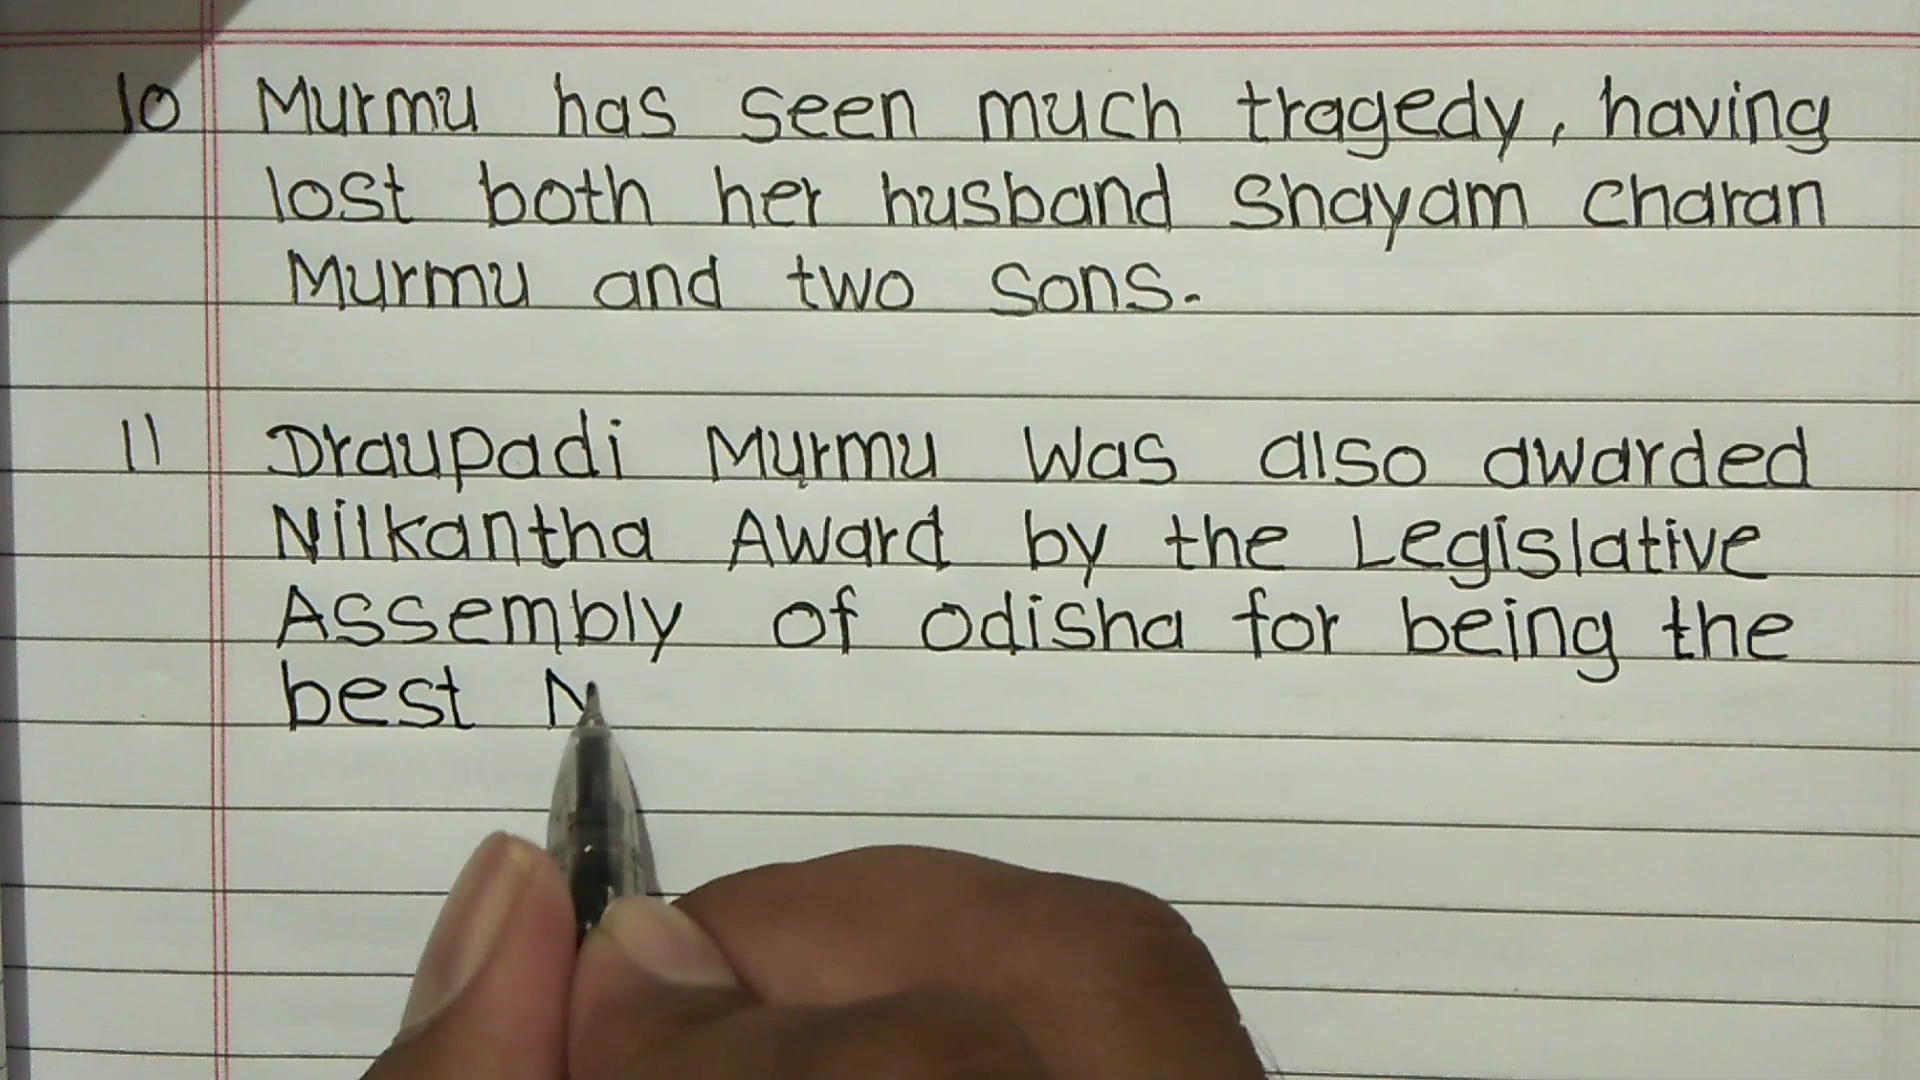 10 Murmu has seen much tragedy, having
lost both her husband Shayam charan
Murmu and two sons.
11 Draupadi Murmu was also awarded
Nilkantha Award by the Legislative
Assembly of Odisha for being the
best